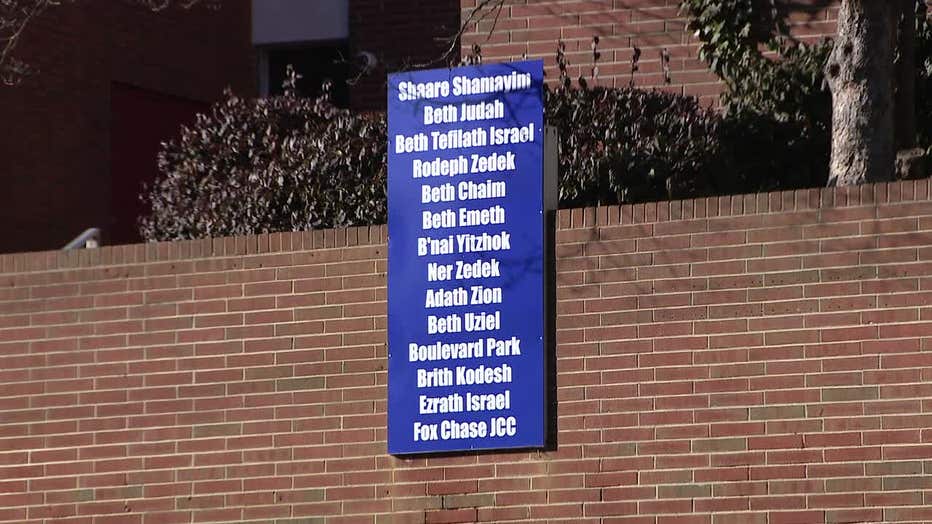 Shaare Shamayim
Beth Judah
Beth Tefilath Israel
Rodeph Zedek
Beth Chaim
Beth Emeth
B'nai Yitzhok
Ner Zedek
Adath Zion
Beth Uziel
Boulevard Park
Brith Kodesh
Ezrath Israel
Fox Chase JCC